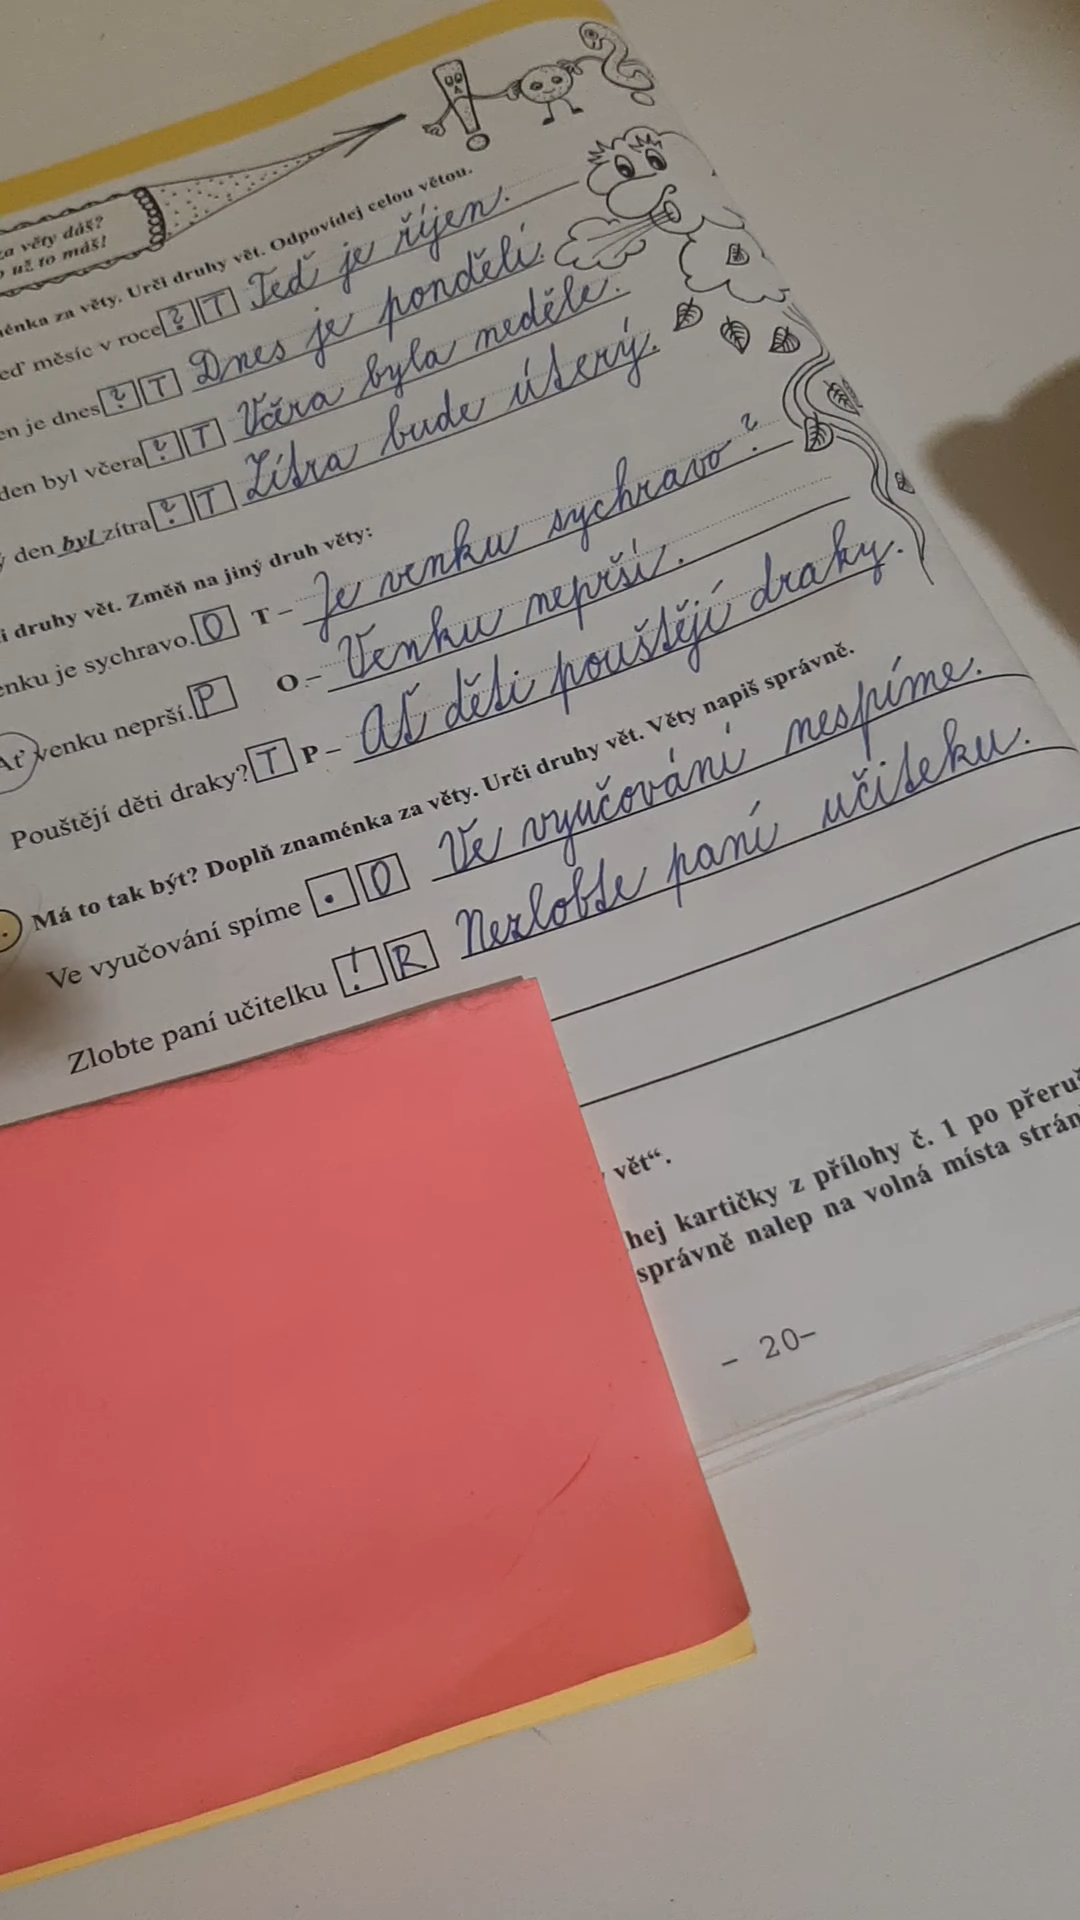 za věty dáš?
už to máš!
ménka za věty. Urči druhy vět. Odpovídej celou větou.
měsíc v roce ? T Teď je říjen.
je dnes ? T Dnes je pondělí.
den byl včera ? T Včera byla neděle.
den byl zítra ? T Zítra bude úterý.
druhy vět. Změň na jiný druh věty:
je sychravo. O T – Je venku sychravo?
Ať venku neprší. P O – Venku neprší.
Pouštějí děti draky? T P – Ať děti pouštějí draky.
Má to tak být? Doplň znaménka za věty. Urči druhy vět. Věty napiš správně.
Ve vyučování spíme . O Ve vyučování nespíme.
Zlobte paní učitelku ! R Nezlobte paní učiteku.
vět“.
hej kartičky z přílohy č. 1 po přeru
správně nalep na volná místa strán
– 20–